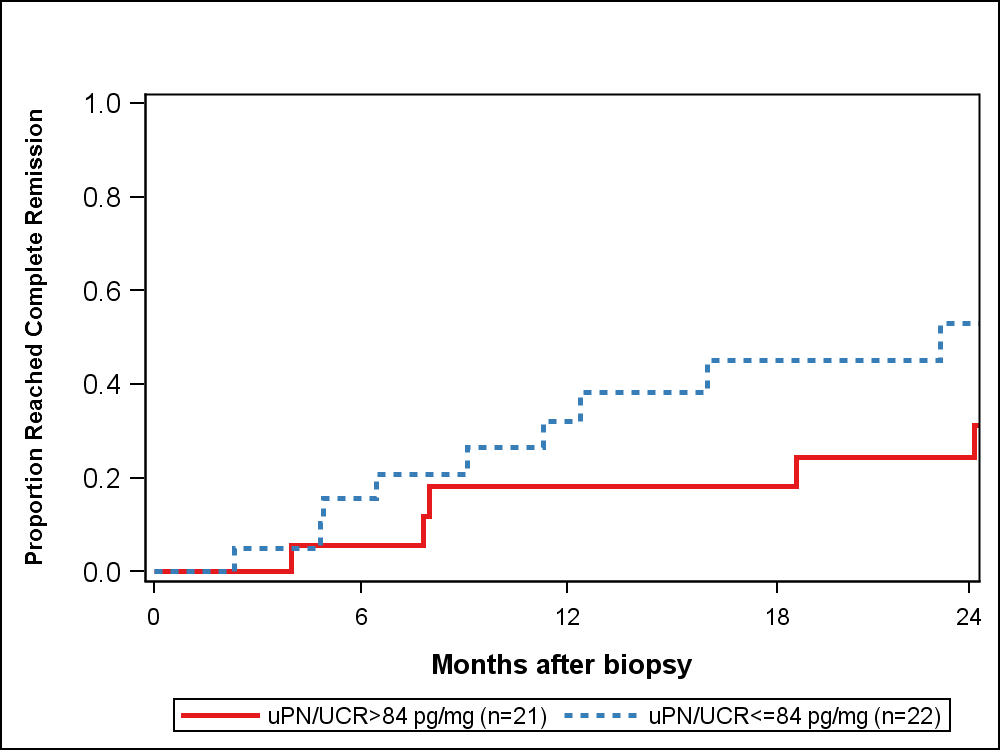 Proportion Reached Complete Remission
1.0
0.8
0.6
0.4
0.2
0.0
0 6 12 18 24
Months after biopsy
uPN/UCR>84 pg/mg (n=21) uPN/UCR<=84 pg/mg (n=22)